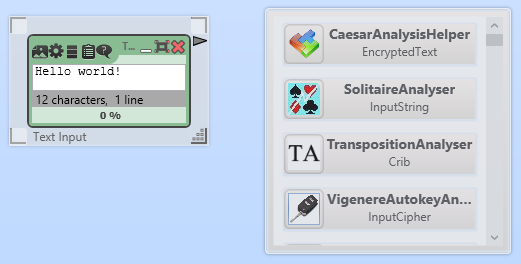 T...
Hello world!
12 characters,  1 line
0 %
Text Input
CaesarAnalysisHelper
EncryptedText
SolitaireAnalyser
InputString
TA
TranspositionAnalyser
Crib
VigenereAutokeyAn...
InputCipher